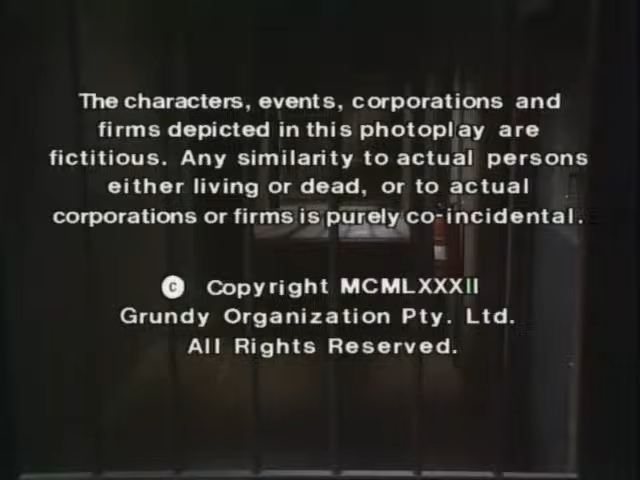 The characters, events, corporations and
firms depicted in this photoplay are
fictitious. Any similarity to actual persons
either living or dead, or to actual
corporations or firms is purely co-incidental.
© Copyright MCMLXXXII
Grundy Organization Pty. Ltd.
All Rights Reserved.